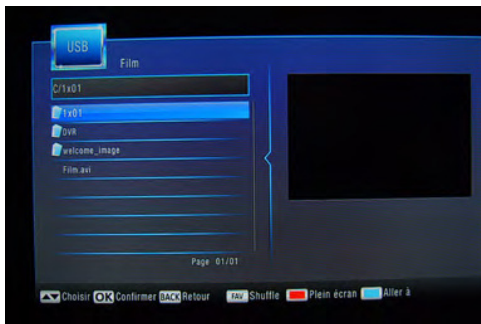 USB
Film
C/1x01
1x01
DVR
welcome_image
Film.avi
Page 01/01
Choisir OK Confirmer BACK Retour FAV Shuffle Plein écran Aller à